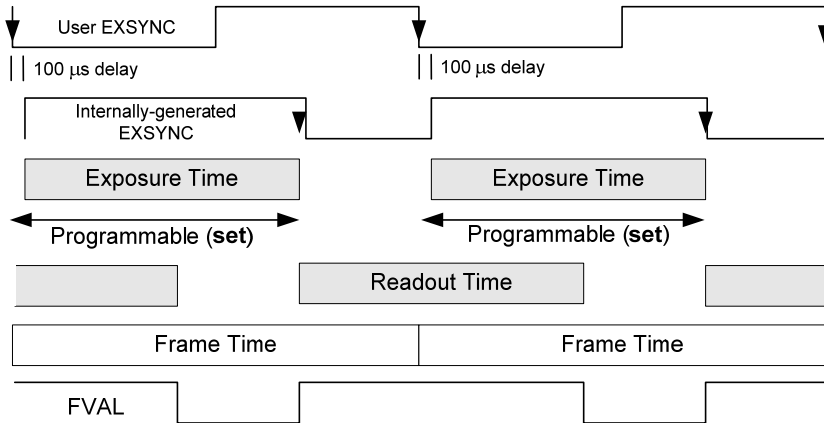 User EXSYNC
100 μs delay
100 μs delay
Internally-generated
EXSYNC
Exposure Time
Exposure Time
Programmable (set)
Programmable (set)
Readout Time
Frame Time
Frame Time
FVAL